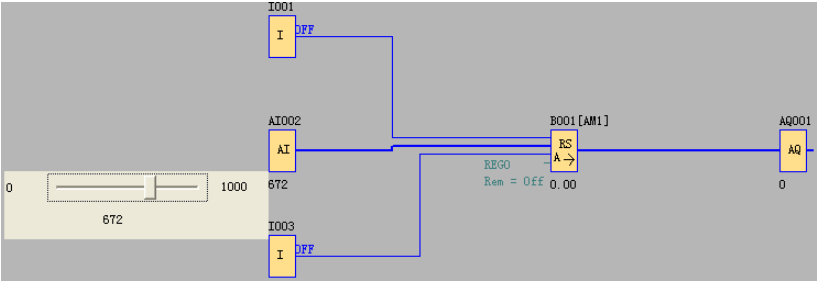 I001
I
OFF
AI002
AI
672
B001[AM1]
RS
A→
REG0
Rem = Off
0.00
AQ001
AQ
0
0
1000
672
I003
I
OFF